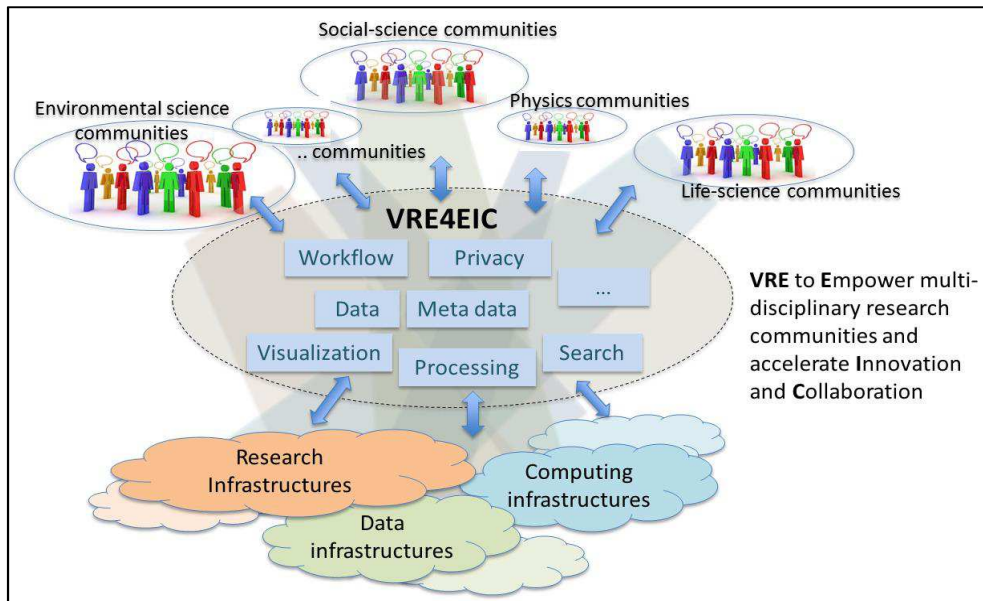 Social-science communities
Environmental science
communities
Physics communities
.. communities
Life-science communities
VRE4EIC
Workflow
Privacy
...
Data
Meta data
Visualization
Processing
Search
VRE to Empower multi-
disciplinary research
communities and
accelerate Innovation
and Collaboration
Research
Infrastructures
Computing
infrastructures
Data
infrastructures